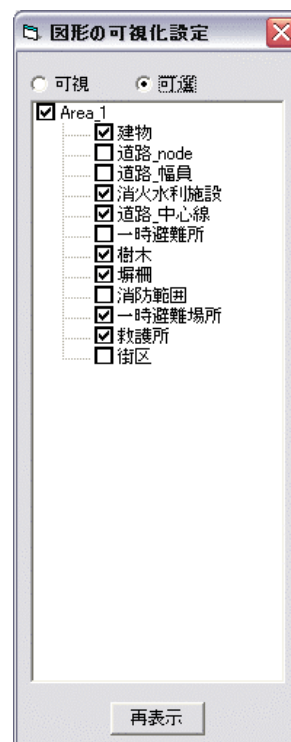 図形の可視化設定
可視 可選
Area_1
建物
道路_node
道路_幅員
消火水利施設
道路_中心線
一時避難所
樹木
塀柵
消防範囲
一時避難場所
救護所
街区
再表示